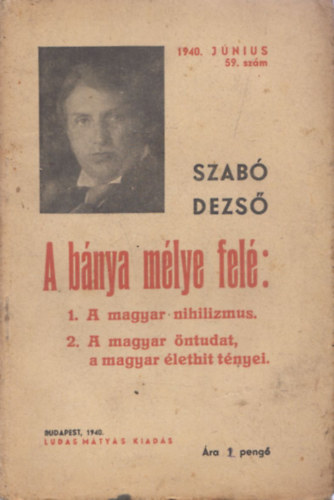 1940. JÚNIUS
59. szám
SZABÓ
DEZSŐ
A bánya mélye felé:
1. A magyar nihilizmus.
2. A magyar öntudat,
a magyar élethit tényei.
BUDAPEST, 1940.
LUDAS MÁTYÁS KIADÁS
Ára pengő